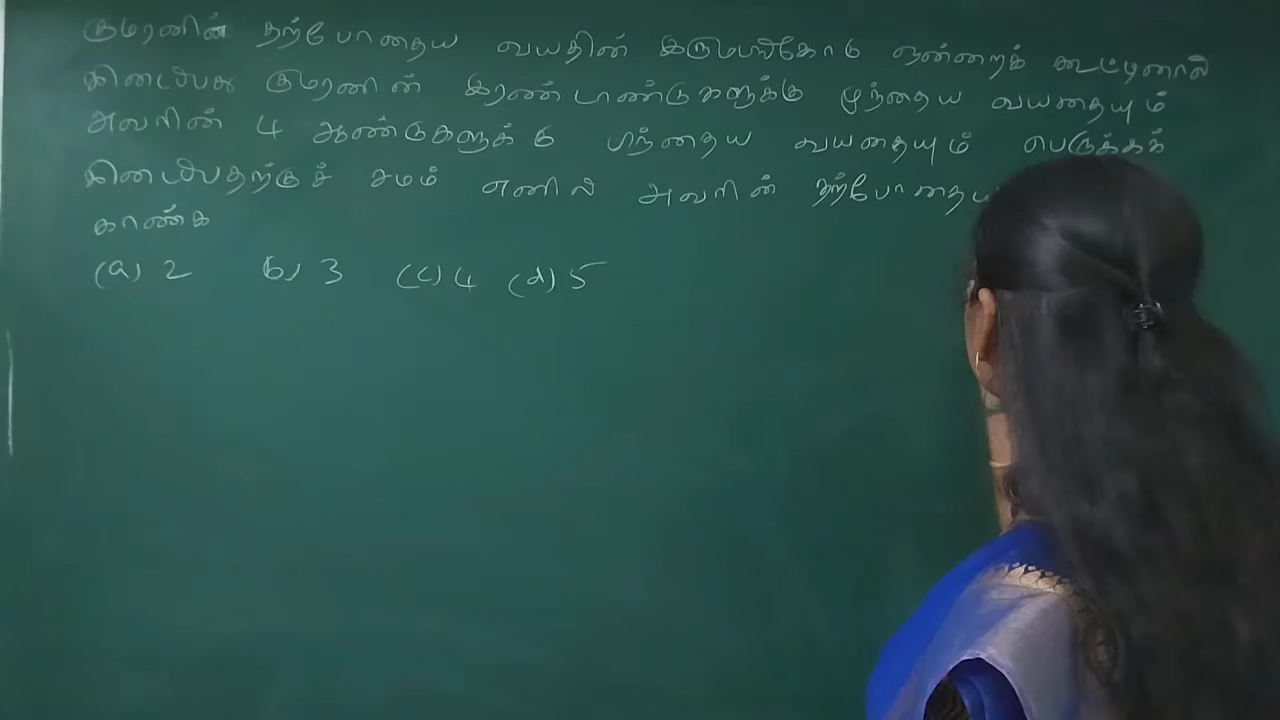 குமரனின் தற்போதைய வயதின் இருமடங்கோடு ஒன்றைக் கூட்டினால்
கிடைப்பது குமரனின் இரண்டாண்டுகளுக்கு முந்தைய வயதையும்
அவரின் 4 ஆண்டுகளுக்கு பிந்தைய வயதையும் பெருக்கக்
கிடைப்பதற்குச் சமம் எனில் அவரின் தற்போதைய
காண்க
(a) 2 b) 3 (c) 4 (d) 5